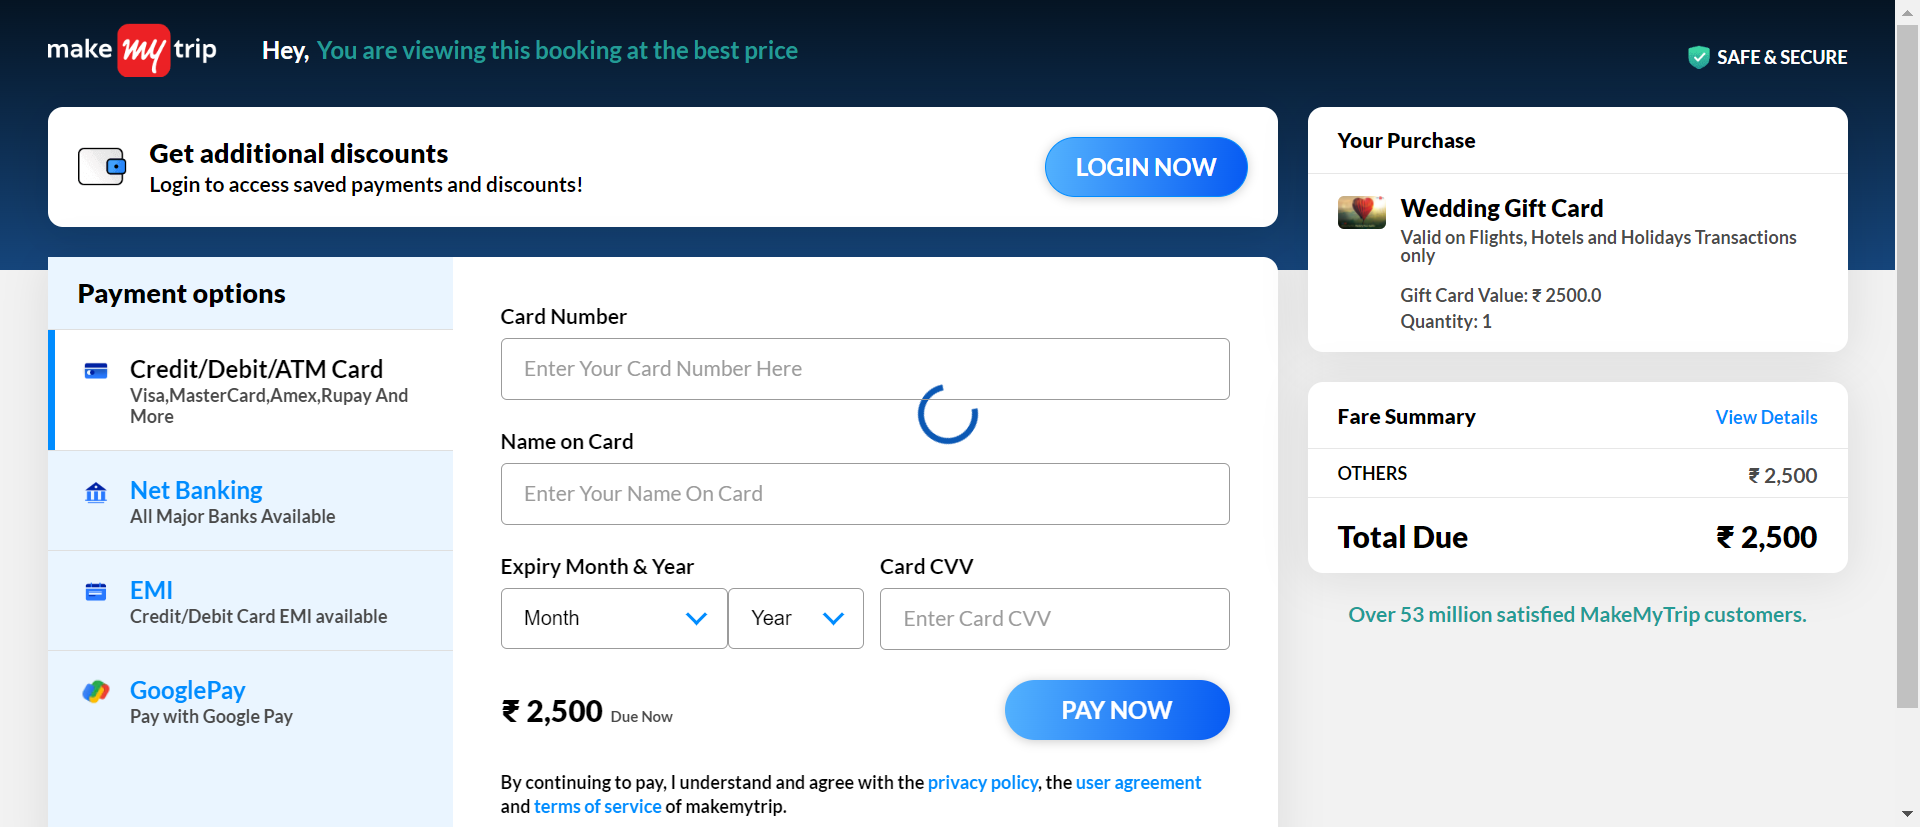 make my trip
Hey, You are viewing this booking at the best price
SAFE & SECURE
Get additional discounts
Login to access saved payments and discounts!
LOGIN NOW
Payment options
Credit/Debit/ATM Card
Visa,MasterCard,Amex,Rupay And
More
Net Banking
All Major Banks Available
EMI
Credit/Debit Card EMI available
GooglePay
Pay with Google Pay
Card Number
Enter Your Card Number Here
Name on Card
Enter Your Name On Card
Expiry Month & Year
Card CVV
Month
Year
Enter Card CVV
₹ 2,500 Due Now
PAY NOW
By continuing to pay, I understand and agree with the privacy policy, the user agreement
and terms of service of makemytrip.
Your Purchase
Wedding Gift Card
Valid on Flights, Hotels and Holidays Transactions
only
Gift Card Value: ₹ 2500.0
Quantity: 1
Fare Summary
View Details
OTHERS
₹ 2,500
Total Due
₹ 2,500
Over 53 million satisfied MakeMyTrip customers.